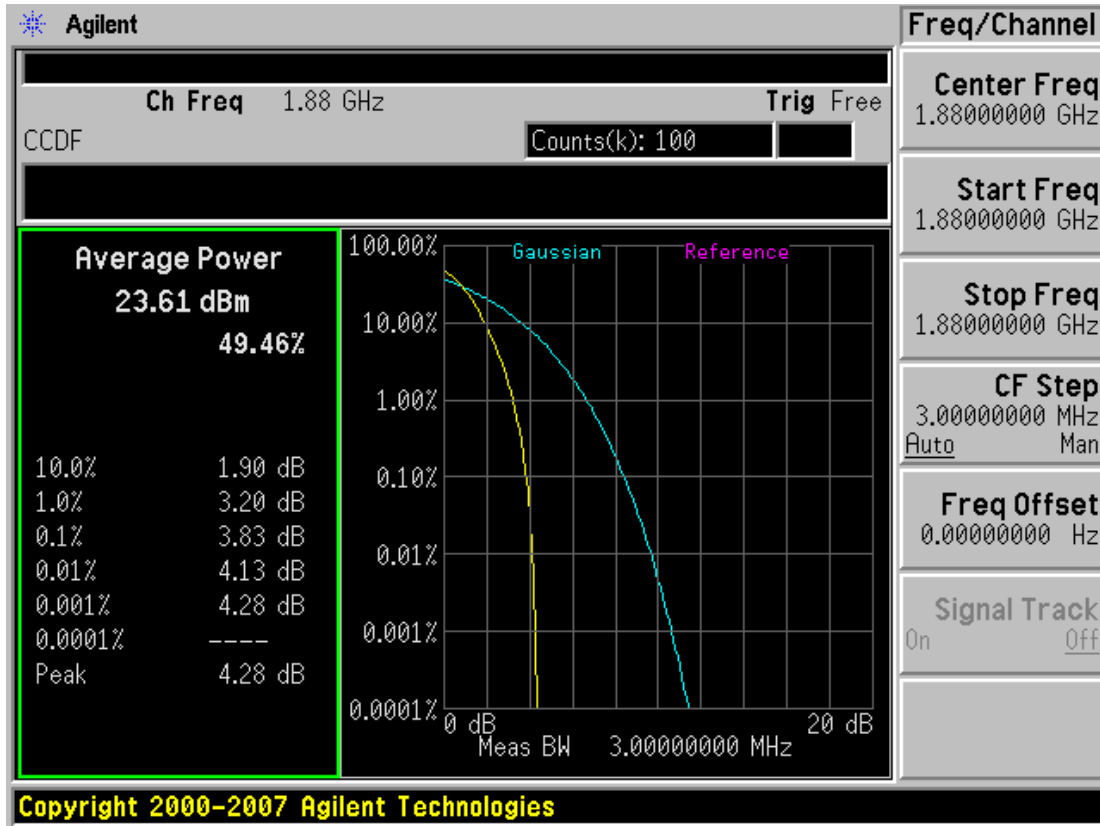 Agilent
Freq/Channel
Ch Freq 1.88 GHz Trig Free
CCDF Counts(k): 100
Average Power
23.61 dBm
49.46%
10.0% 1.90 dB
1.0% 3.20 dB
0.1% 3.83 dB
0.01% 4.13 dB
0.001% 4.28 dB
0.0001% ----
Peak 4.28 dB
Gaussian Reference
100.00%
10.00%
1.00%
0.10%
0.01%
0.001%
0.0001%
0 dB 20 dB
Meas BW 3.00000000 MHz
Center Freq
1.88000000 GHz
Start Freq
1.88000000 GHz
Stop Freq
1.88000000 GHz
CF Step
3.00000000 MHz
Auto Man
Freq Offset
0.00000000 Hz
Signal Track
On Off
Copyright 2000-2007 Agilent Technologies